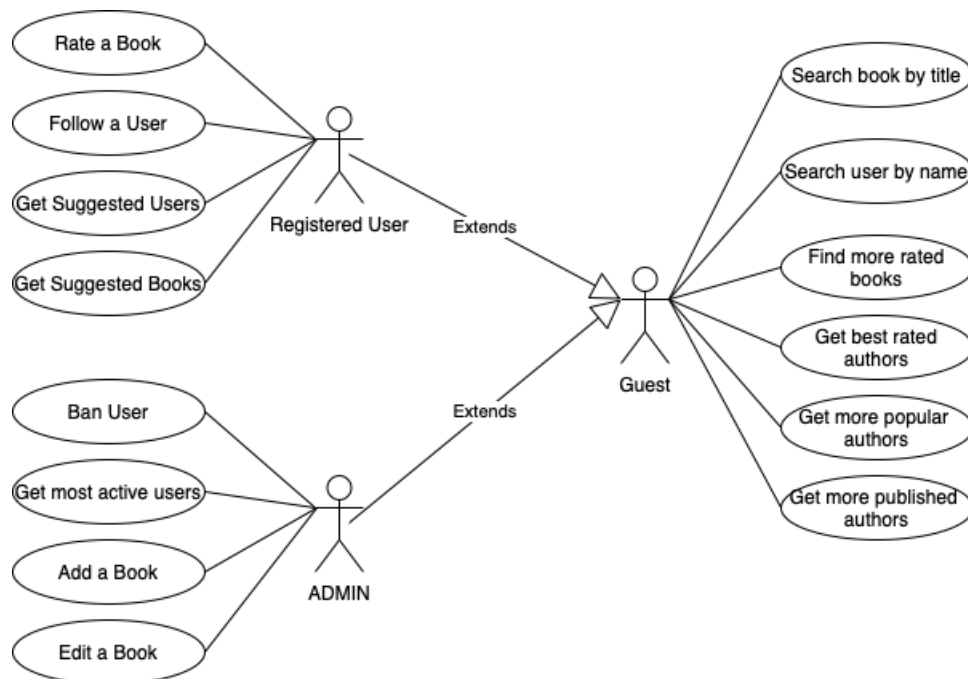 Rate a Book
Follow a User
Get Suggested Users
Get Suggested Books
Registered User
Extends
Search book by title
Search user by name
Find more rated
books
Get best rated
authors
Get more popular
authors
Get more published
authors
Guest
Extends
Ban User
Get most active users
Add a Book
Edit a Book
ADMIN